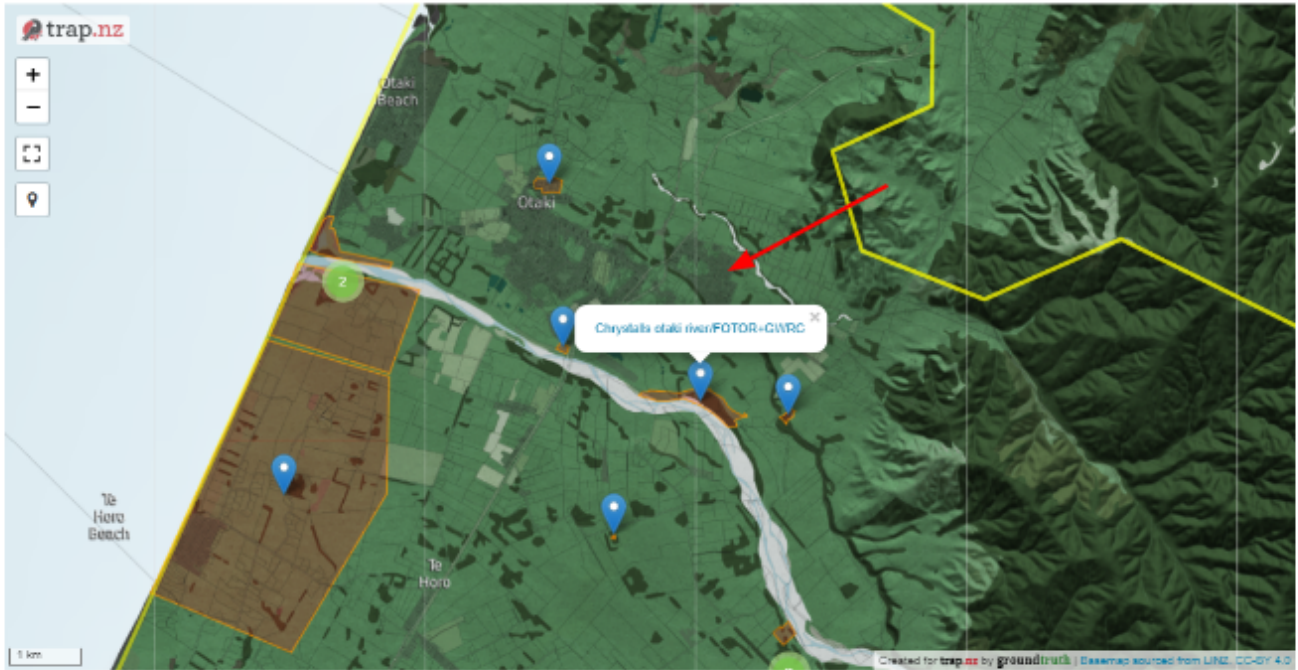 trap.nz
+
−
Otaki
Beach
Otaki
2
Chrystalls otaki river/FOTOR+GWRC
×
Te
Horo
Beach
Te
Horo
1 km
Created for trap.nz by groundtruth | Basemap sourced from LINZ. CC-BY 4.0